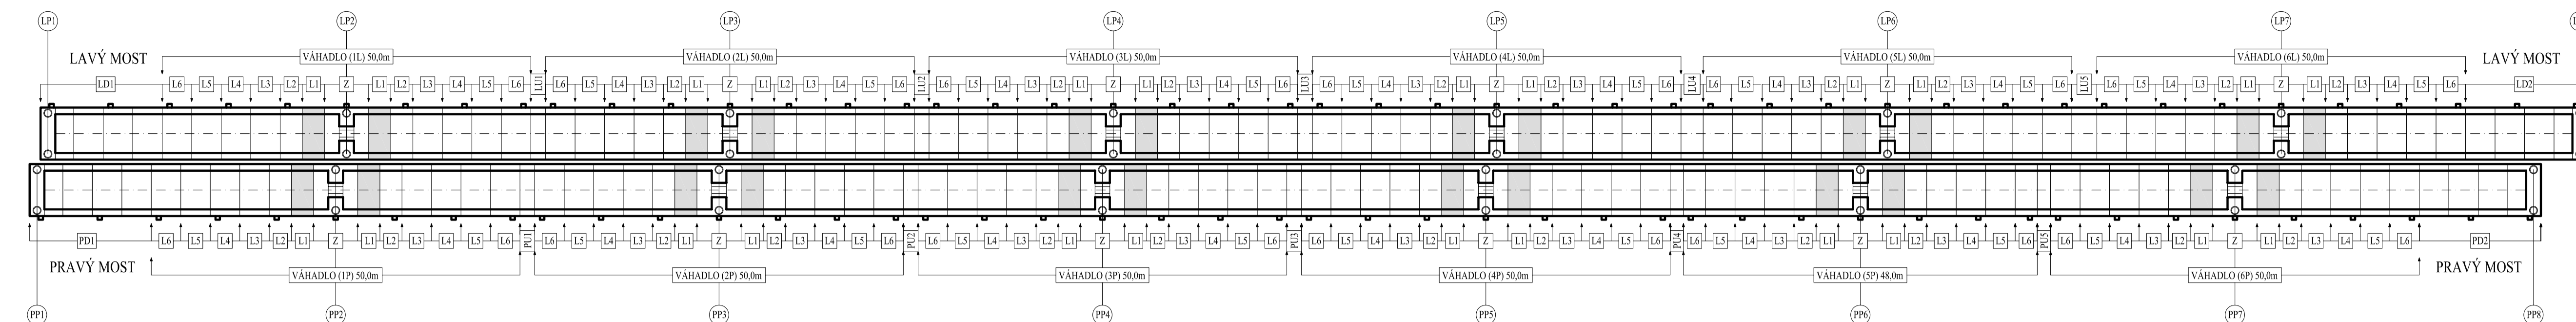 LP1 LP2 LP3 LP4 LP5 LP6 LP7
LAVÝ MOST VÁHADLO (1L) 50,0m VÁHADLO (2L) 50,0m VÁHADLO (3L) 50,0m VÁHADLO (4L) 50,0m VÁHADLO (5L) 50,0m VÁHADLO (6L) 50,0m LAVÝ MOST
LD1 L6 L5 L4 L3 L2 L1 Z L1 L2 L3 L4 L5 L6 LU1 L6 L5 L4 L3 L2 L1 Z L1 L2 L3 L4 L5 L6 LU2 L6 L5 L4 L3 L2 L1 Z L1 L2 L3 L4 L5 L6 LU3 L6 L5 L4 L3 L2 L1 Z L1 L2 L3 L4 L5 L6 LU4 L6 L5 L4 L3 L2 L1 Z L1 L2 L3 L4 L5 L6 LU5 L6 L5 L4 L3 L2 L1 Z L1 L2 L3 L4 L5 L6 LD2
PD1 L6 L5 L4 L3 L2 L1 Z L1 L2 L3 L4 L5 L6 PU1 L6 L5 L4 L3 L2 L1 Z L1 L2 L3 L4 L5 L6 PU2 L6 L5 L4 L3 L2 L1 Z L1 L2 L3 L4 L5 L6 PU3 L6 L5 L4 L3 L2 L1 Z L1 L2 L3 L4 L5 L6 PU4 L6 L5 L4 L3 L2 L1 Z L1 L2 L3 L4 L5 L6 PU5 L6 L5 L4 L3 L2 L1 Z L1 L2 L3 L4 L5 L6 PD2
PRAVÝ MOST VÁHADLO (1P) 50,0m VÁHADLO (2P) 50,0m VÁHADLO (3P) 50,0m VÁHADLO (4P) 50,0m VÁHADLO (5P) 48,0m VÁHADLO (6P) 50,0m PRAVÝ MOST
PP1 PP2 PP3 PP4 PP5 PP6 PP7 PP8